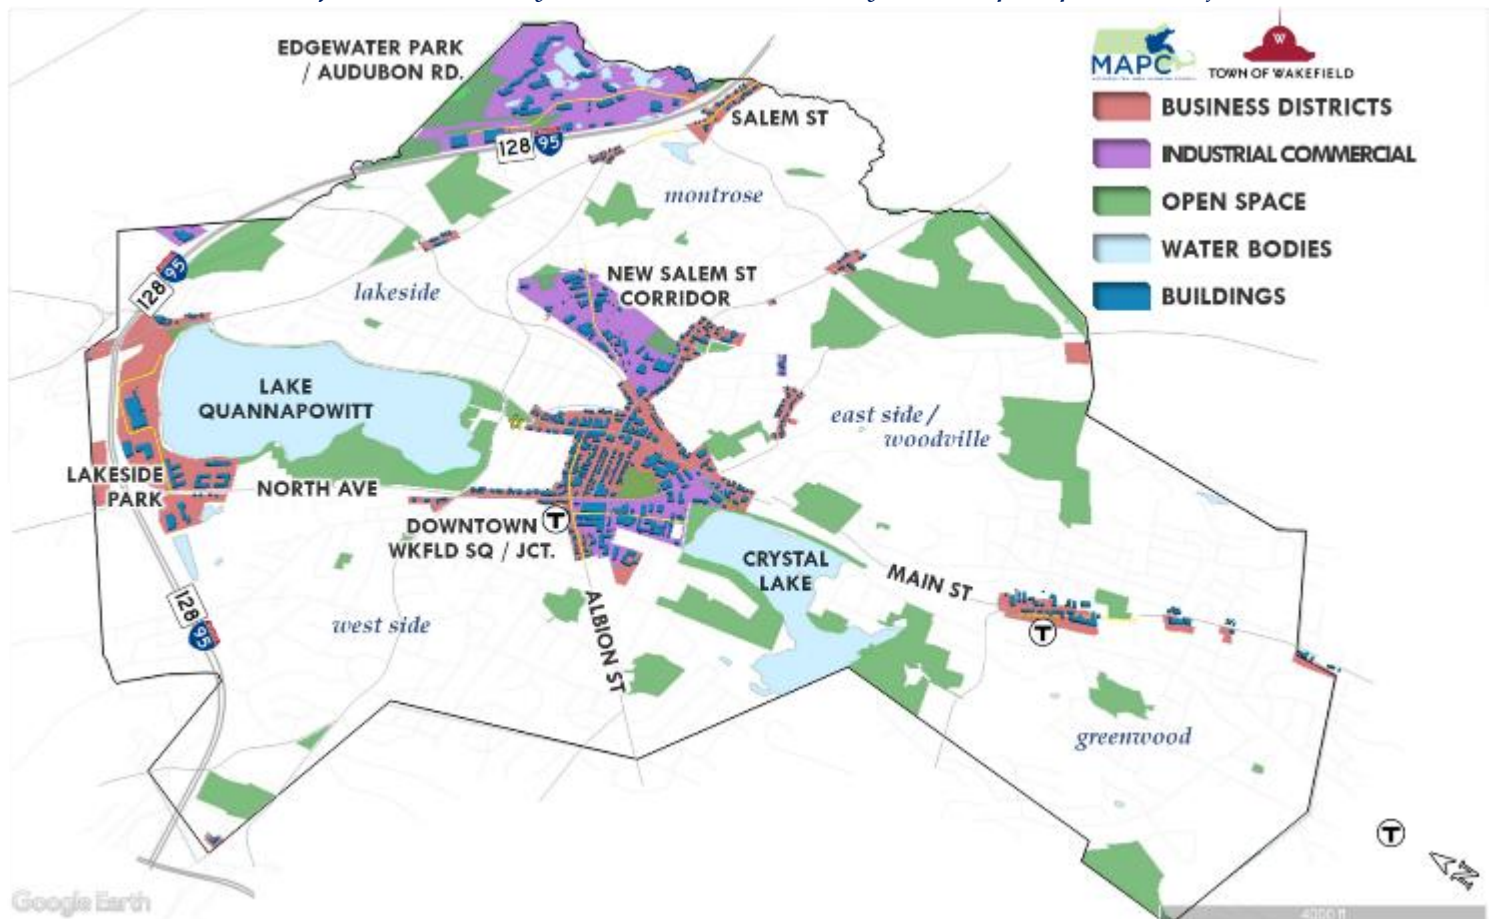 EDGEWATER PARK
/ AUDUBON RD.
MAPC
W
TOWN OF WAKEFIELD
BUSINESS DISTRICTS
INDUSTRIAL COMMERCIAL
OPEN SPACE
WATER BODIES
BUILDINGS
SALEM ST
128
95
montrose
NEW SALEM ST
CORRIDOR
128
95
lakeside
LAKE
QUANNAPOWITT
east side /
woodville
LAKESIDE
PARK
NORTH AVE
DOWNTOWN
WKFLD SQ / JCT.
T
CRYSTAL
LAKE
MAIN ST
T
128
95
west side
ALBION ST
greenwood
T
Google Earth
4000 ft